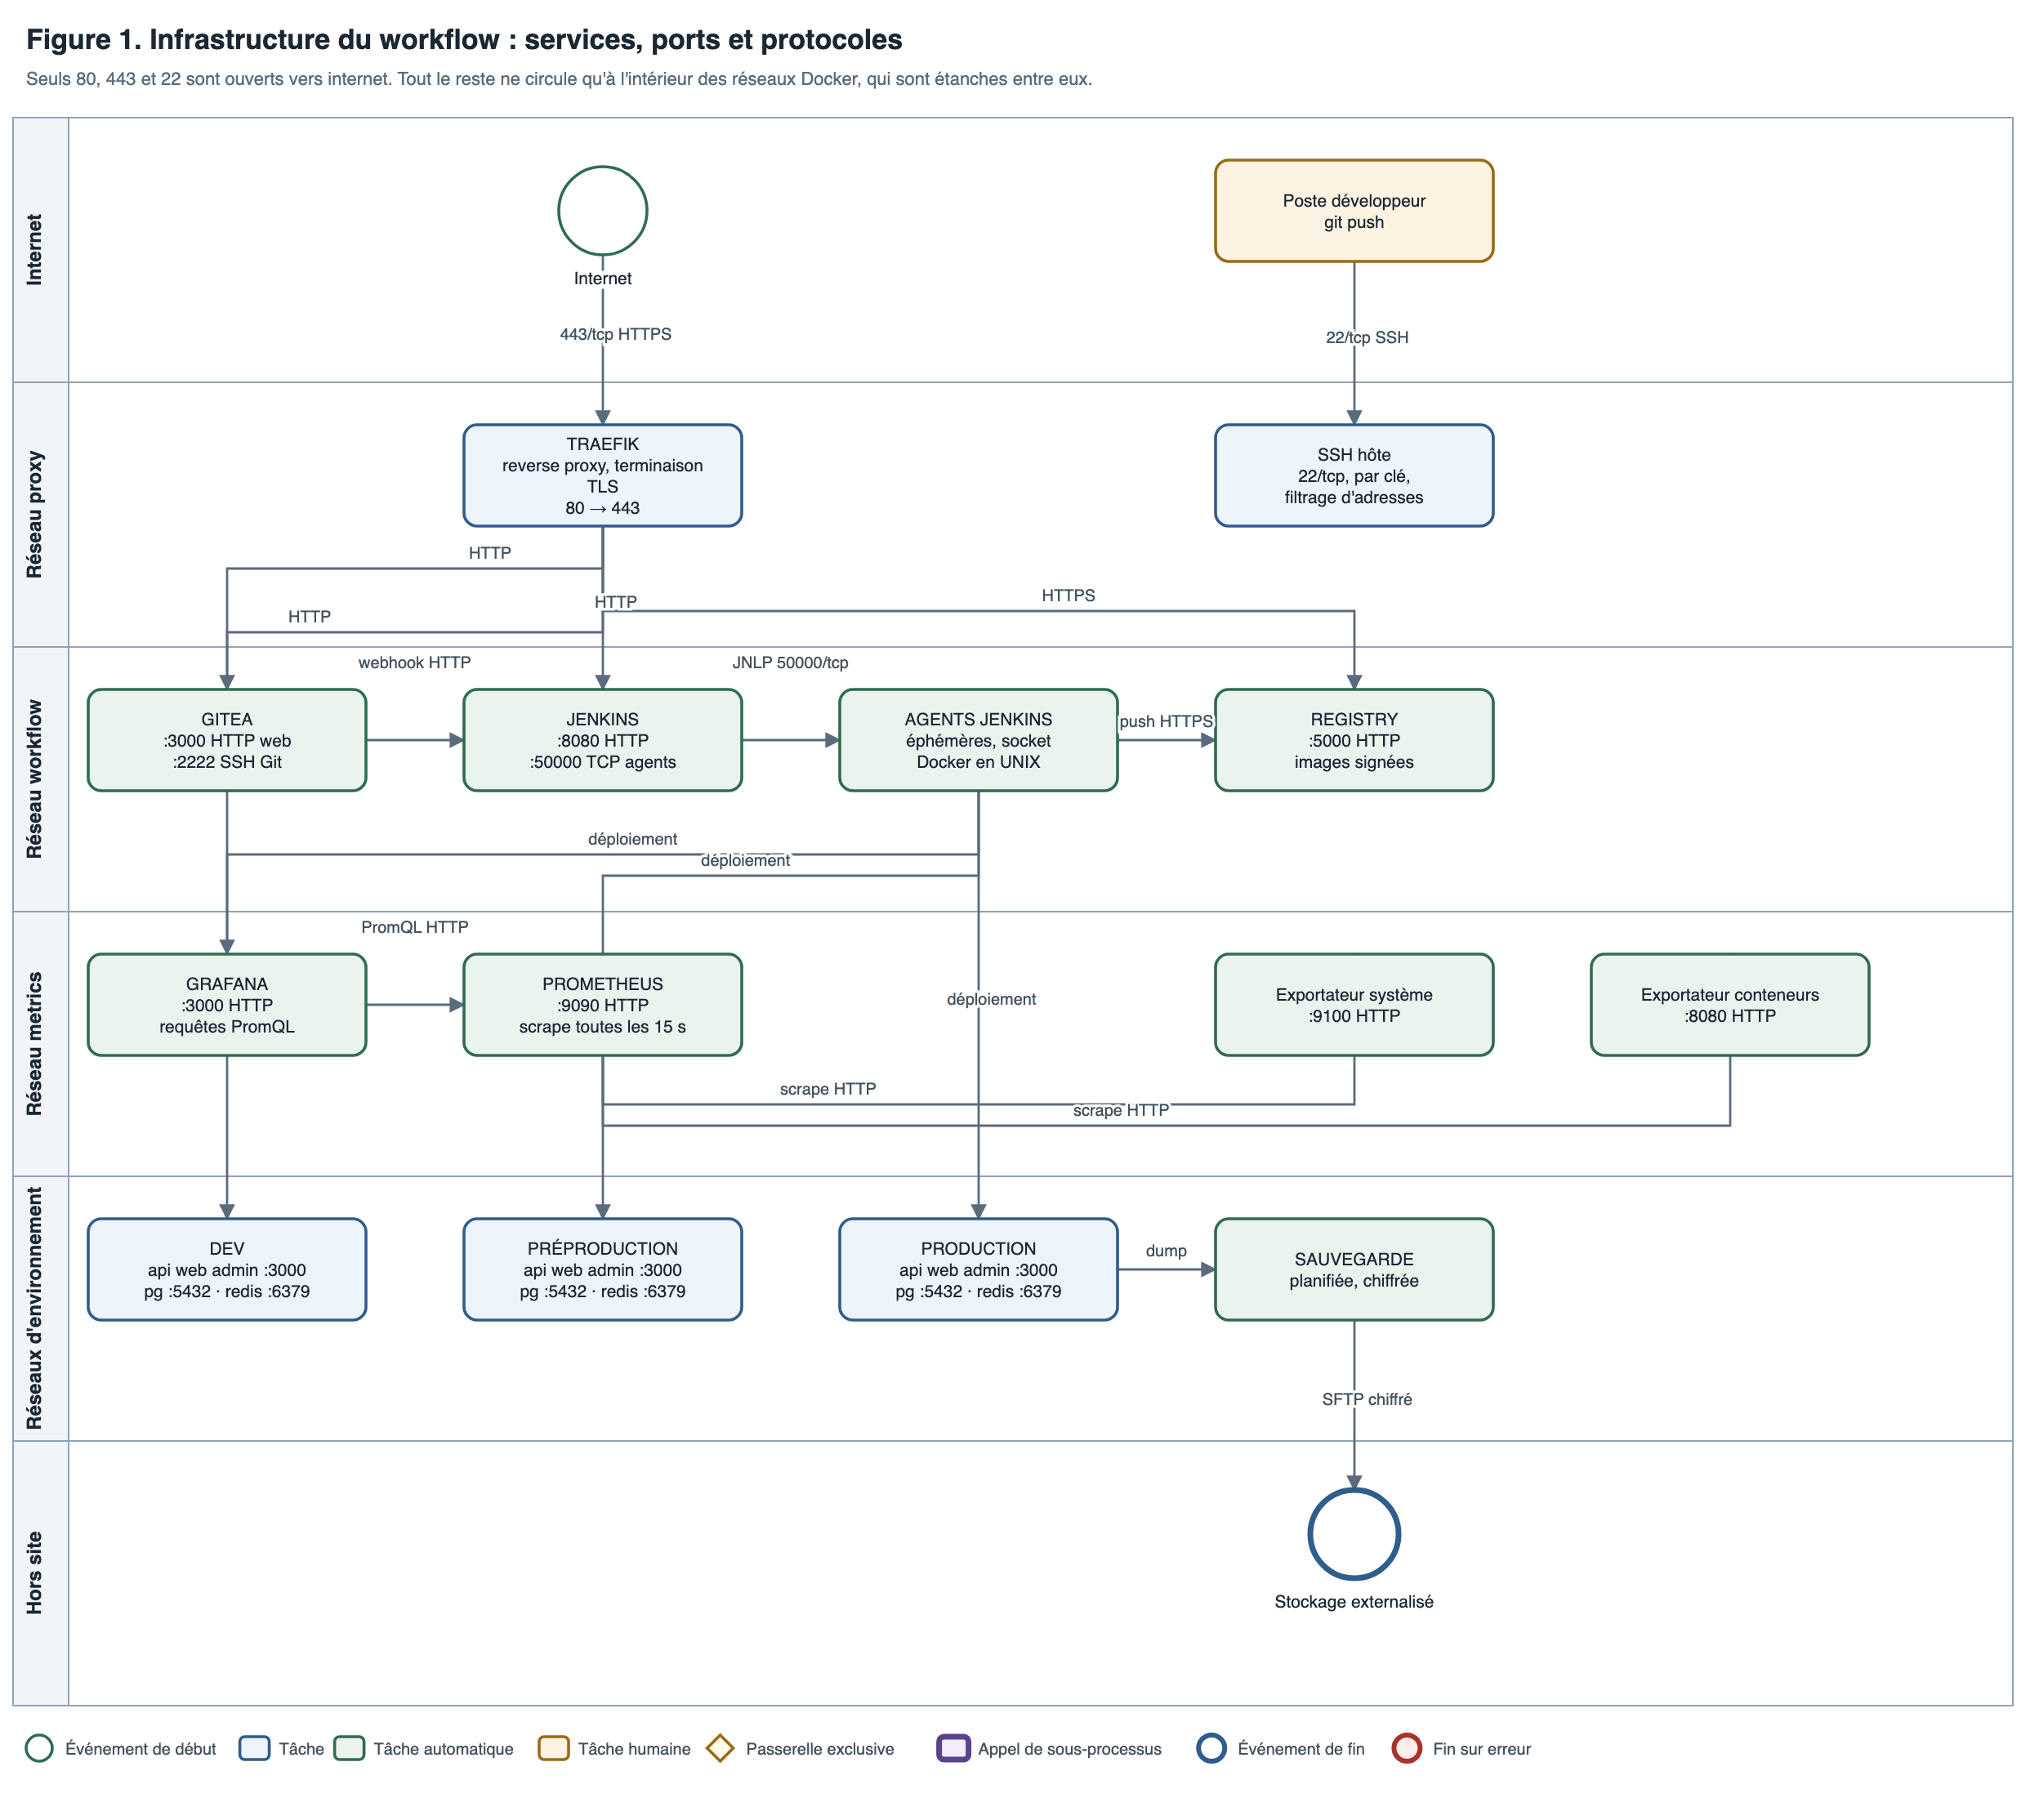 Figure 1. Infrastructure du workflow : services, ports et protocoles
Seuls 80, 443 et 22 sont ouverts vers internet. Tout le reste ne circule qu'à l'intérieur des réseaux Docker, qui sont étanches entre eux.
Internet
Internet
443/tcp HTTPS
Poste développeur
git push
22/tcp SSH
Réseau proxy
TRAEFIK
reverse proxy, terminaison
TLS
80 → 443
SSH hôte
22/tcp, par clé,
filtrage d'adresses
HTTP
HTTP
HTTPS
HTTP
Réseau workflow
webhook HTTP
JNLP 50000/tcp
GITEA
:3000 HTTP web
:2222 SSH Git
JENKINS
:8080 HTTP
:50000 TCP agents
AGENTS JENKINS
éphémères, socket
Docker en UNIX
push HTTPS
REGISTRY
:5000 HTTP
images signées
déploiement
déploiement
Réseau metrics
PromQL HTTP
GRAFANA
:3000 HTTP
requêtes PromQL
PROMETHEUS
:9090 HTTP
scrape toutes les 15 s
déploiement
Exportateur système
:9100 HTTP
Exportateur conteneurs
:8080 HTTP
scrape HTTP
scrape HTTP
Réseaux d'environnement
DEV
api web admin :3000
pg :5432 · redis :6379
PRÉPRODUCTION
api web admin :3000
pg :5432 · redis :6379
PRODUCTION
api web admin :3000
pg :5432 · redis :6379
dump
SAUVEGARDE
planifiée, chiffrée
SFTP chiffré
Hors site
Stockage externalisé
Événement de début
Tâche
Tâche automatique
Tâche humaine
Passerelle exclusive
Appel de sous-processus
Événement de fin
Fin sur erreur